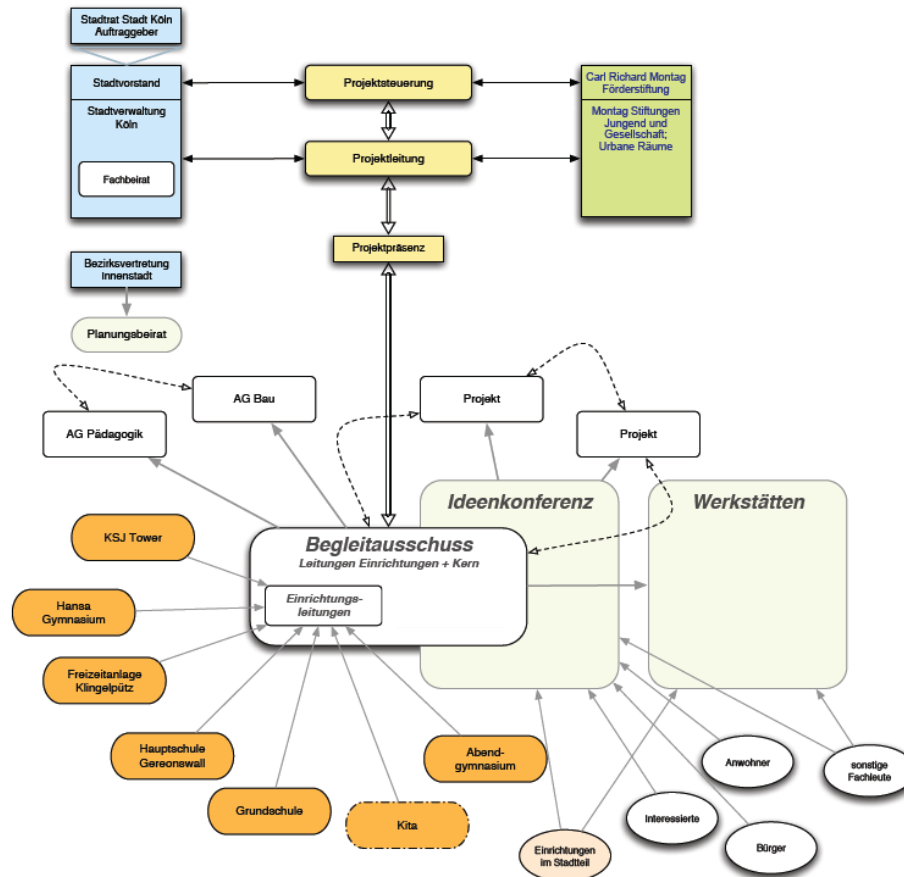 Stadtrat Stadt Köln
Auftraggeber
Stadtvorstand
Projektsteuerung
Carl Richard Montag
Förderstiftung
Stadtverwaltung
Köln
Montag Stiftungen
Jungend und
Gesellschaft;
Urbane Räume
Projektleitung
Fachbeirat
Projektpräsenz
Bezirksvertretung
Innenstadt
Planungsbeirat
AG Bau
Projekt
AG Pädagogik
Projekt
Ideenkonferenz
Werkstätten
KSJ Tower
Begleitausschuss
Leitungen Einrichtungen + Kern
Einrichtungs-
leitungen
Hansa
Gymnasium
Freizeitanlage
Klingelpütz
Hauptschule
Gereonswall
Abend-
gymnasium
Anwohner
sonstige
Fachleute
Grundschule
Kita
Interessierte
Einrichtungen
im Stadtteil
Bürger